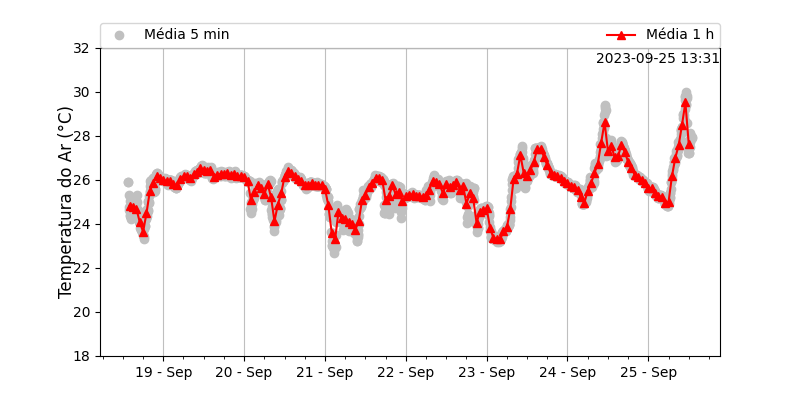 Média 5 min
Média 1 h
2023-09-25 13:31
Temperatura do Ar (°C)
32
30
28
26
24
22
20
18
19 - Sep
20 - Sep
21 - Sep
22 - Sep
23 - Sep
24 - Sep
25 - Sep